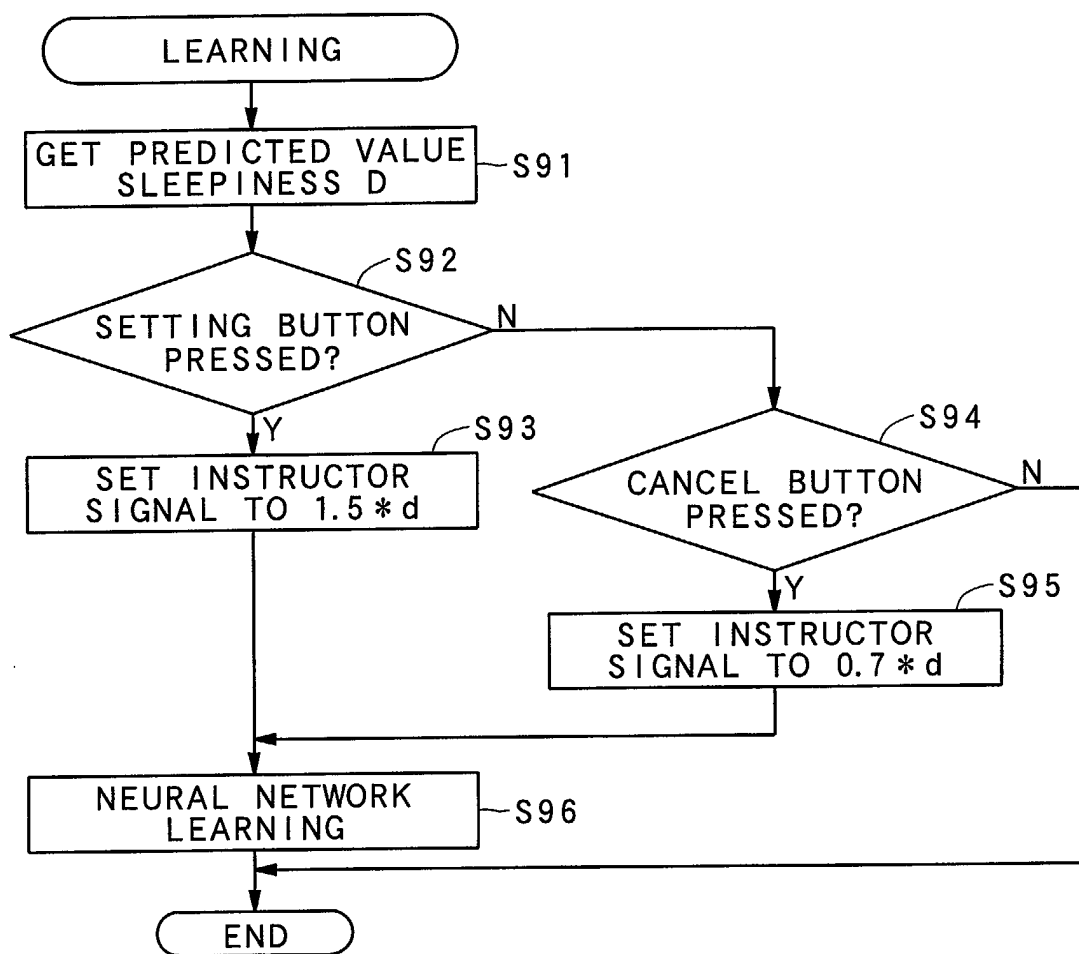 LEARNING
GET PREDICTED VALUE
SLEEPINESS D
S91
S92
SETTING BUTTON
PRESSED?
N
Y
S93
SET INSTRUCTOR
SIGNAL TO 1.5*d
S94
CANCEL BUTTON
PRESSED?
N
Y
S95
SET INSTRUCTOR
SIGNAL TO 0.7*d
NEURAL NETWORK
LEARNING
S96
END